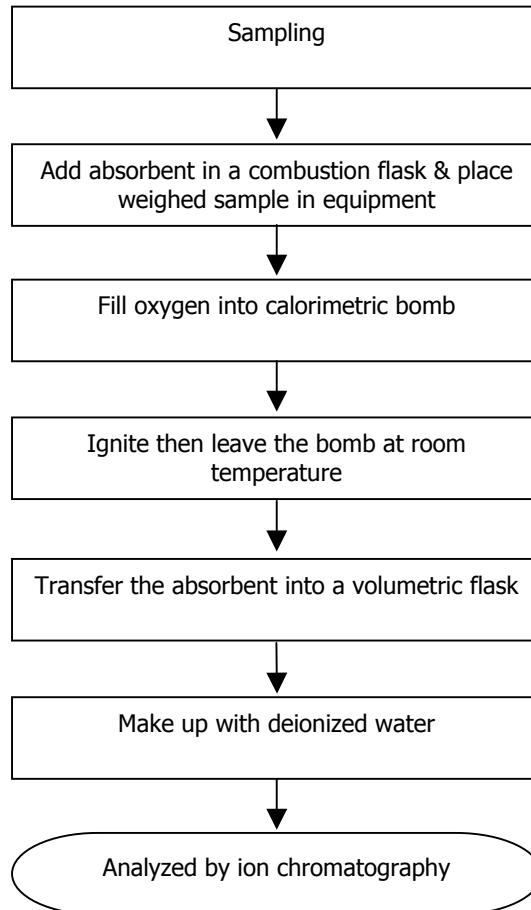 Sampling
Add absorbent in a combustion flask & place
weighed sample in equipment
Fill oxygen into calorimetric bomb
Ignite then leave the bomb at room
temperature
Transfer the absorbent into a volumetric flask
Make up with deionized water
Analyzed by ion chromatography